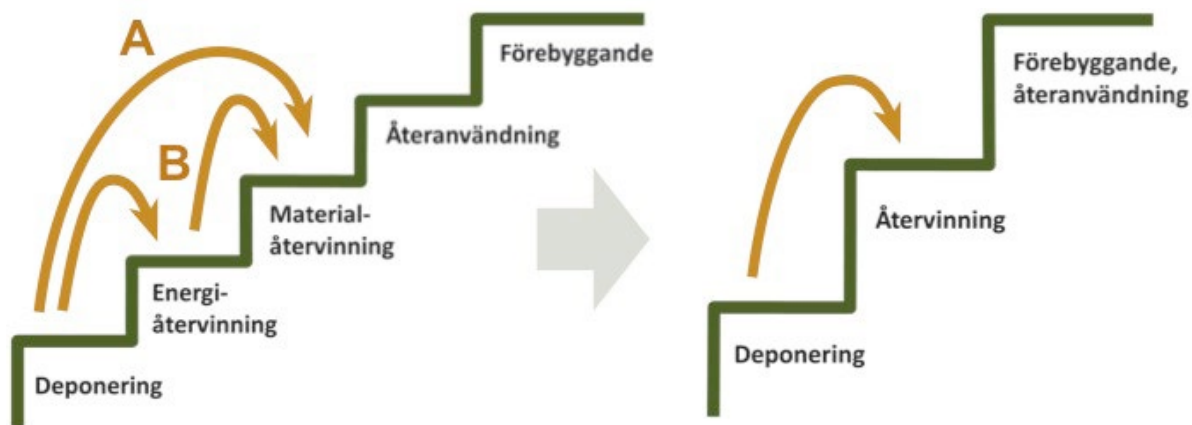 A
B
Förebyggande
Återanvändning
Material-
återvinning
Energi-
återvinning
Deponering
Förebyggande,
återanvändning
Återvinning
Deponering